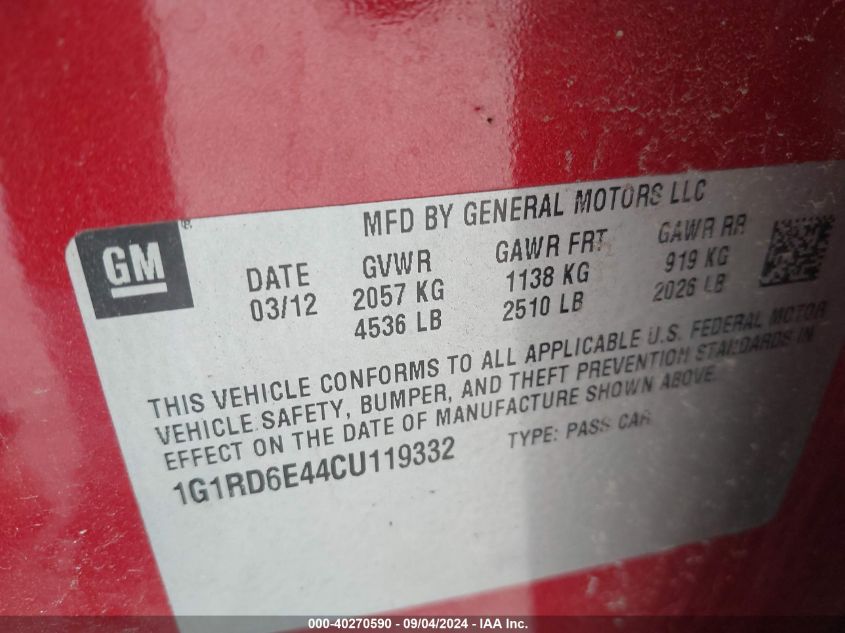 MFD BY GENERAL MOTORS LLC
GM®
DATE GVWR GAWR FRT GAWR RR
03/12 2057 KG 1138 KG 919 KG
4536 LB 2510 LB 2026 LB
THIS VEHICLE CONFORMS TO ALL APPLICABLE U.S. FEDERAL MOTOR
VEHICLE SAFETY, BUMPER, AND THEFT PREVENTION STANDARDS IN
EFFECT ON THE DATE OF MANUFACTURE SHOWN ABOVE.
1G1RD6E44CU119332 TYPE: PASS CAR
000-40270590 - 09/04/2024 - IAA Inc.